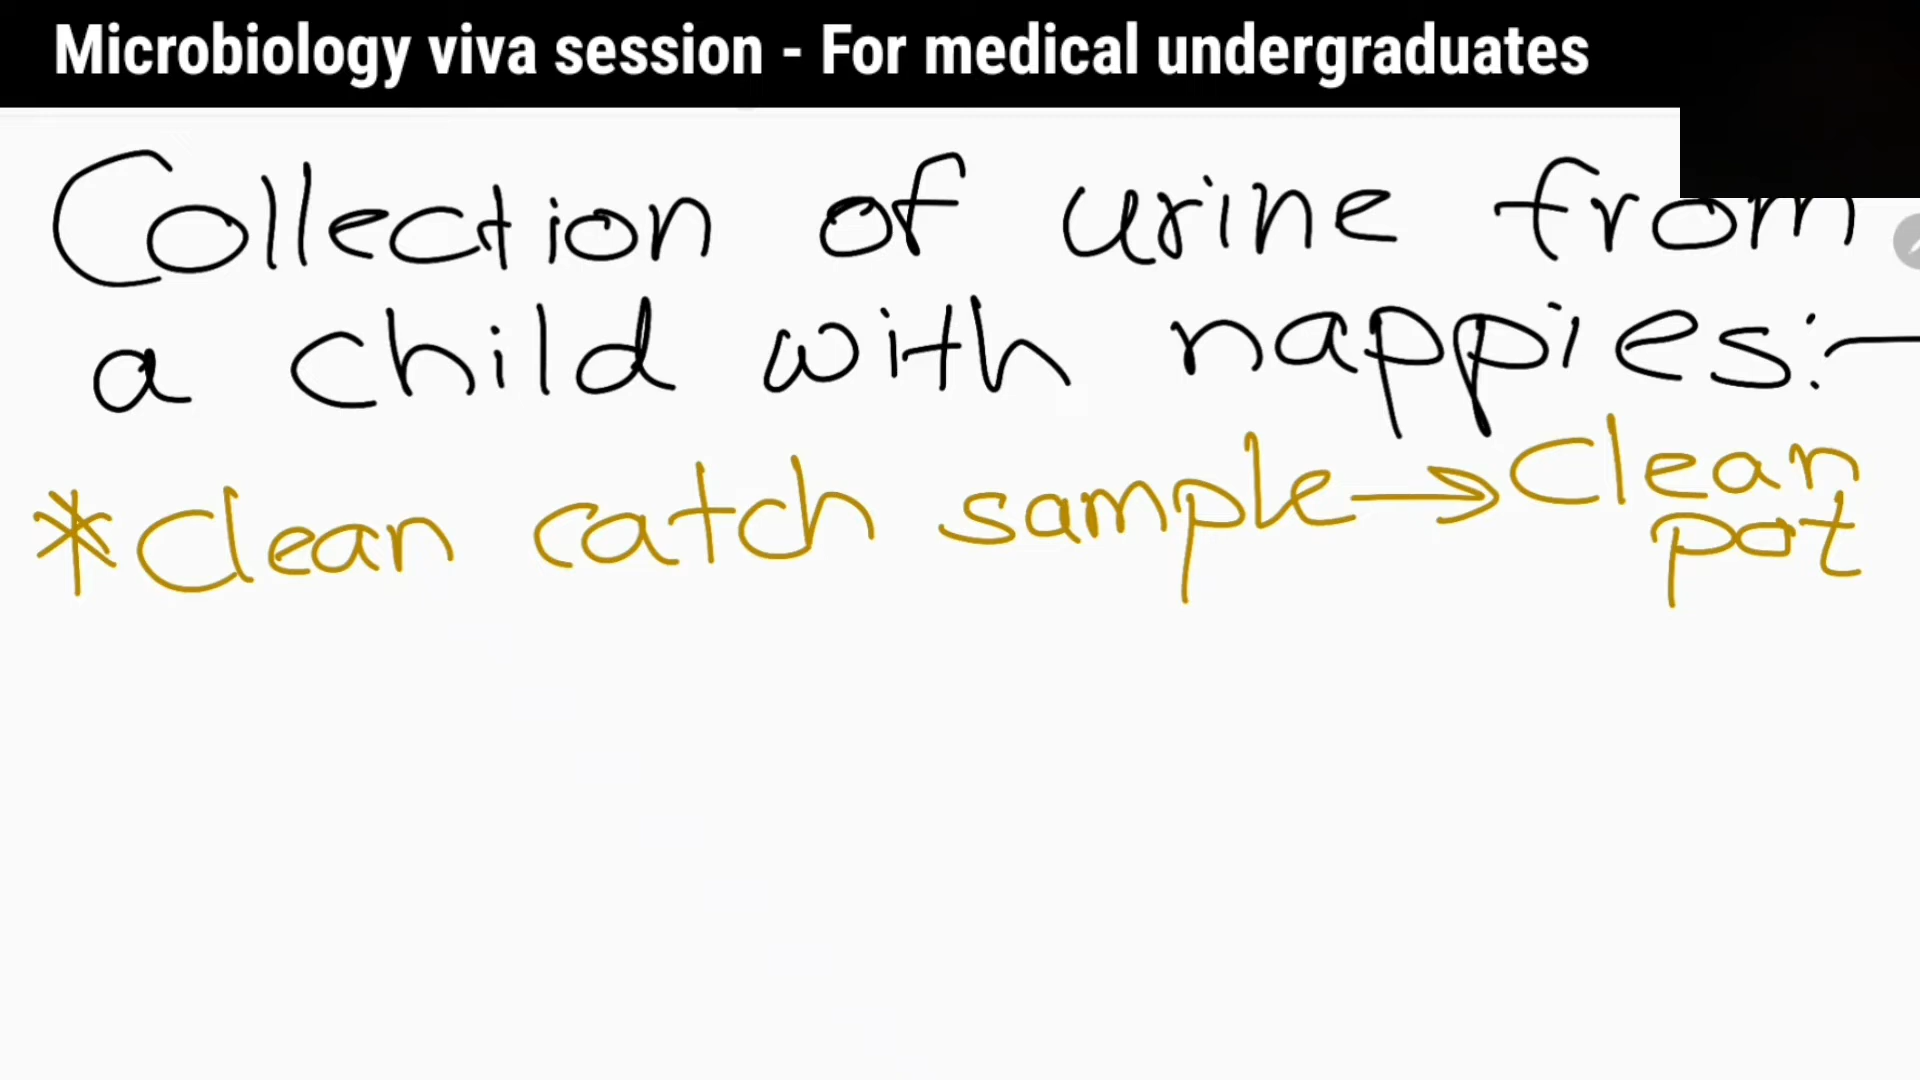 Microbiology viva session - For medical undergraduates
Collection of urine from
a child with nappies:-
*Clean catch sample → Clean
pot